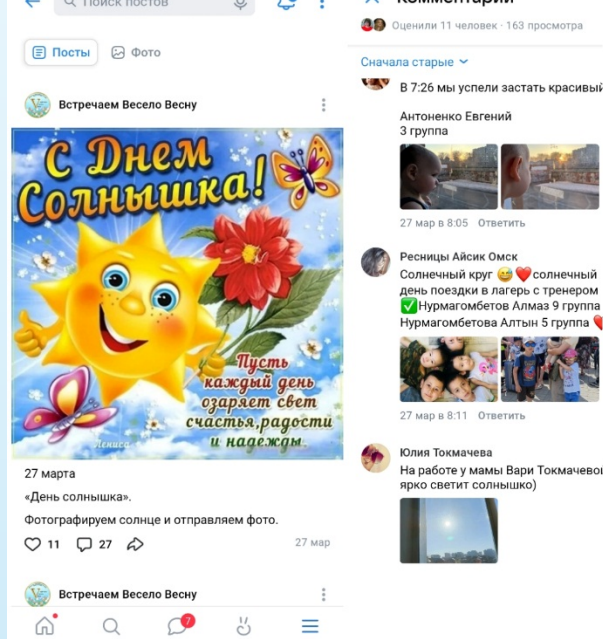 Поиск постов
Посты
Фото
Встречаем Весело Весну
С Днем
Солнышка!
Пусть
каждый день
озаряет свет
счастья,радости
и надежды.
Лениса
27 марта
«День солнышка».
Фотографируем солнце и отправляем фото.
11
27
27 мар
Встречаем Весело Весну
7
Комментарии
Оценили 11 человек · 163 просмотра
Сначала старые
В 7:26 мы успели застать красивый
Антоненко Евгений
3 группа
27 мар в 8:05 Ответить
Ресницы Айсик Омск
Солнечный круг 😅❤️солнечный
день поездки в лагерь с тренером
✅Нурмагомбетов Алмаз 9 группа
Нурмагомбетова Алтын 5 группа ❤️
27 мар в 8:11 Ответить
Юлия Токмачева
На работе у мамы Вари Токмачевой
ярко светит солнышко)